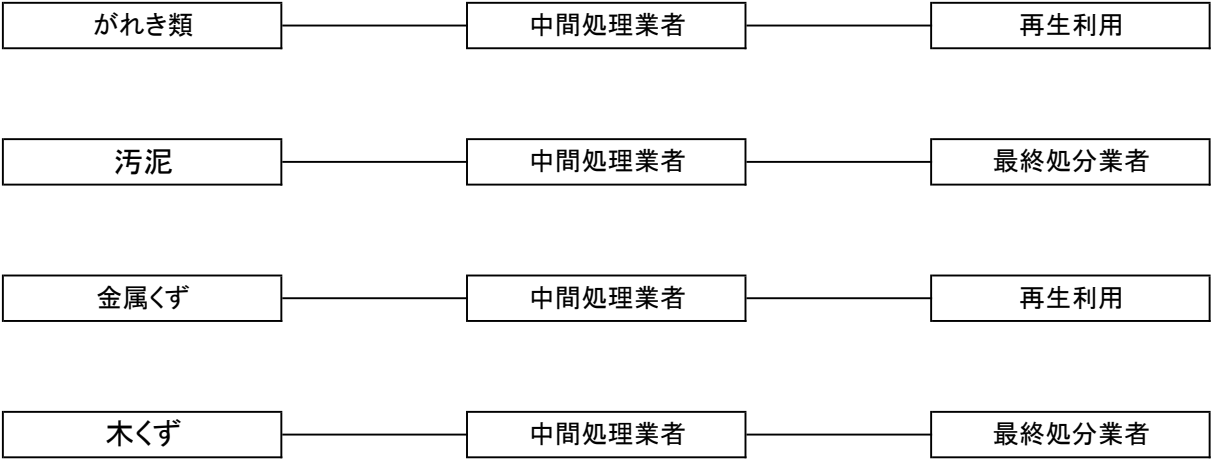 がれき類 中間処理業者 再生利用
汚泥 中間処理業者 最終処分業者
金属くず 中間処理業者 再生利用
木くず 中間処理業者 最終処分業者